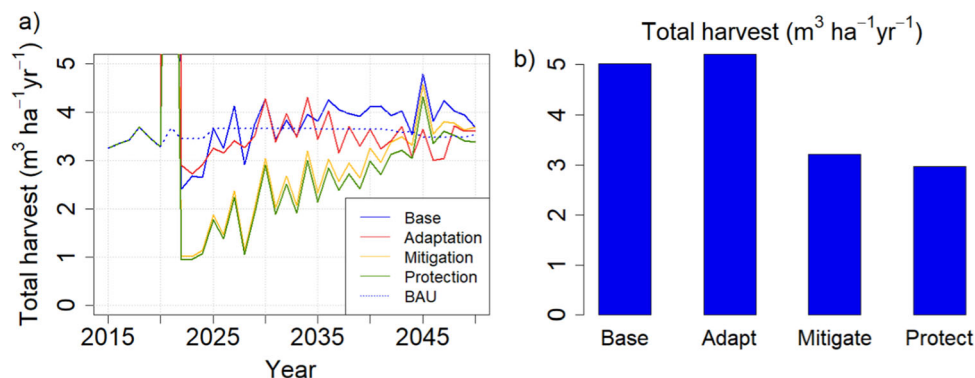 a)
Total harvest (m³ ha⁻¹yr⁻¹)
5
4
3
2
1
0
2015
2025
2035
2045
Year
Base
Adaptation
Mitigation
Protection
BAU
b)
Total harvest (m³ ha⁻¹yr⁻¹)
5
4
3
2
1
0
Base
Adapt
Mitigate
Protect